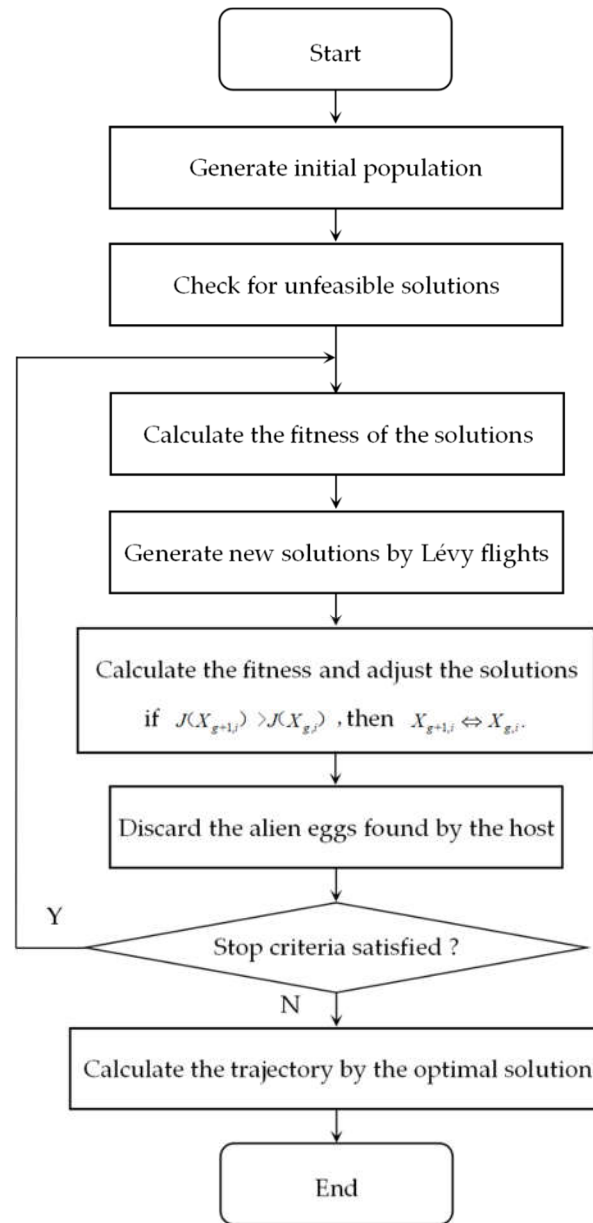 Start
Generate initial population
Check for unfeasible solutions
Calculate the fitness of the solutions
Generate new solutions by Lévy flights
Calculate the fitness and adjust the solutions
if J(X_{g+1,i}) >J(X_{g,i}) ,then X_{g+1,i} ⇔ X_{g,i}.
Discard the alien eggs found by the host
Y
Stop criteria satisfied ?
N
Calculate the trajectory by the optimal solution
End